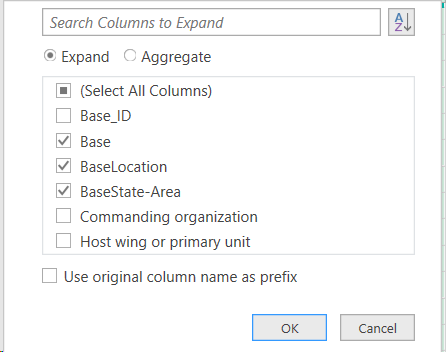 Search Columns to Expand
A
Z
Expand Aggregate
(Select All Columns)
Base_ID
Base
BaseLocation
BaseState-Area
Commanding organization
Host wing or primary unit
Use original column name as prefix
OK Cancel